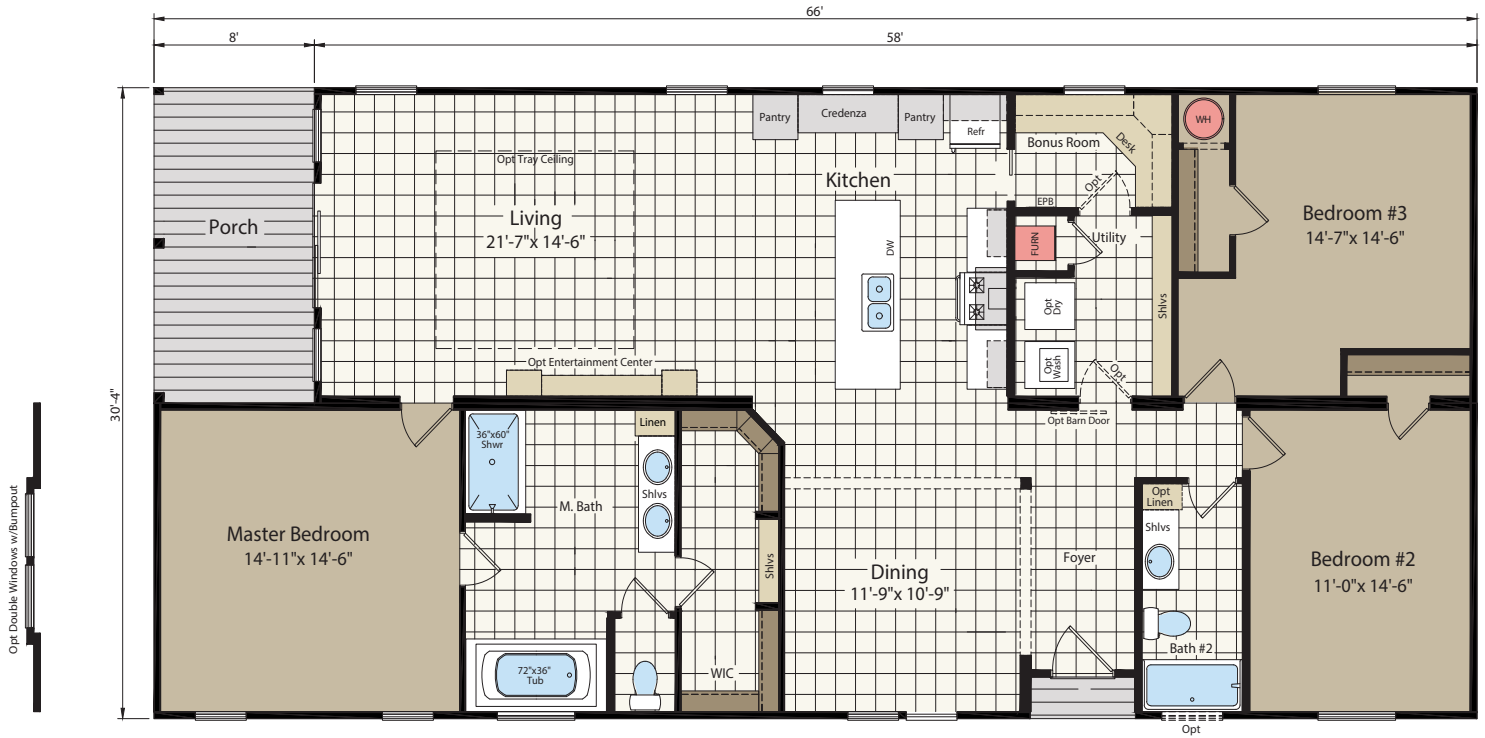 66'
8'
58'
30'-4"
Porch
Opt Tray Ceiling
Living
21'-7"x 14'-6"
Opt Entertainment Center
Pantry
Credenza
Pantry
Refr
Kitchen
DW
Bonus Room
Desk
EPB
Opt
FURN
Utility
Opt
Dry
Opt
Wash
Shlvs
Opt
Opt Barn Door
WH
Bedroom #3
14'-7"x 14'-6"
Opt Double Windows w/Bumpout
Master Bedroom
14'-11"x 14'-6"
36"x60"
Shwr
Linen
Shlvs
M. Bath
72"x36"
Tub
Shlvs
WIC
Dining
11'-9"x 10'-9"
Foyer
Opt
Linen
Shlvs
Bath #2
Opt
Bedroom #2
11'-0"x 14'-6"